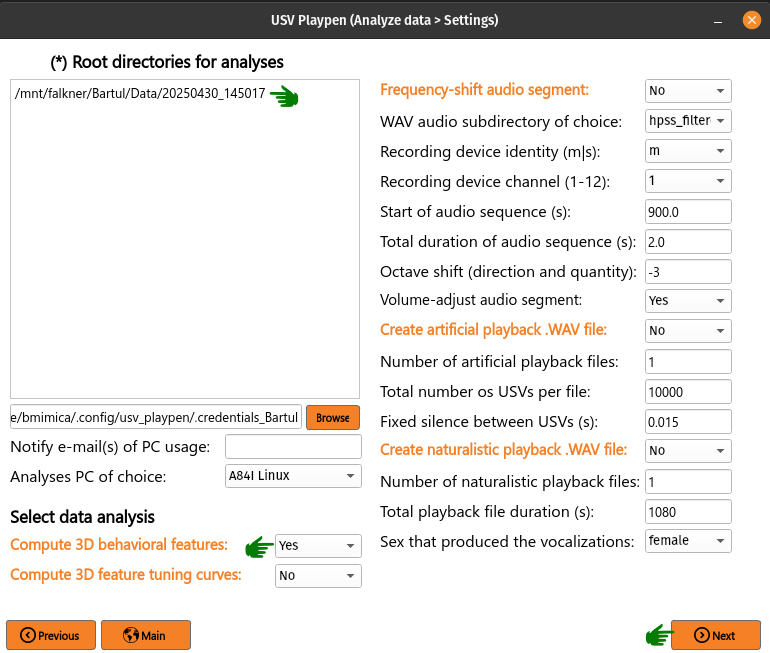 USV Playpen (Analyze data > Settings)
(*) Root directories for analyses
/mnt/falkner/Bartul/Data/20250430_145017
e/bmimica/.config/usv_playpen/.credentials_Bartul
Browse
Notify e-mail(s) of PC usage:
Analyses PC of choice: A84I Linux
Select data analysis
Compute 3D behavioral features: Yes
Compute 3D feature tuning curves: No
Frequency-shift audio segment: No
WAV audio subdirectory of choice: hpss_filter
Recording device identity (m|s): m
Recording device channel (1-12): 1
Start of audio sequence (s): 900.0
Total duration of audio sequence (s): 2.0
Octave shift (direction and quantity): -3
Volume-adjust audio segment: Yes
Create artificial playback .WAV file: No
Number of artificial playback files: 1
Total number os USVs per file: 10000
Fixed silence between USVs (s): 0.015
Create naturalistic playback .WAV file: No
Number of naturalistic playback files: 1
Total playback file duration (s): 1080
Sex that produced the vocalizations: female
Previous
Main
Next